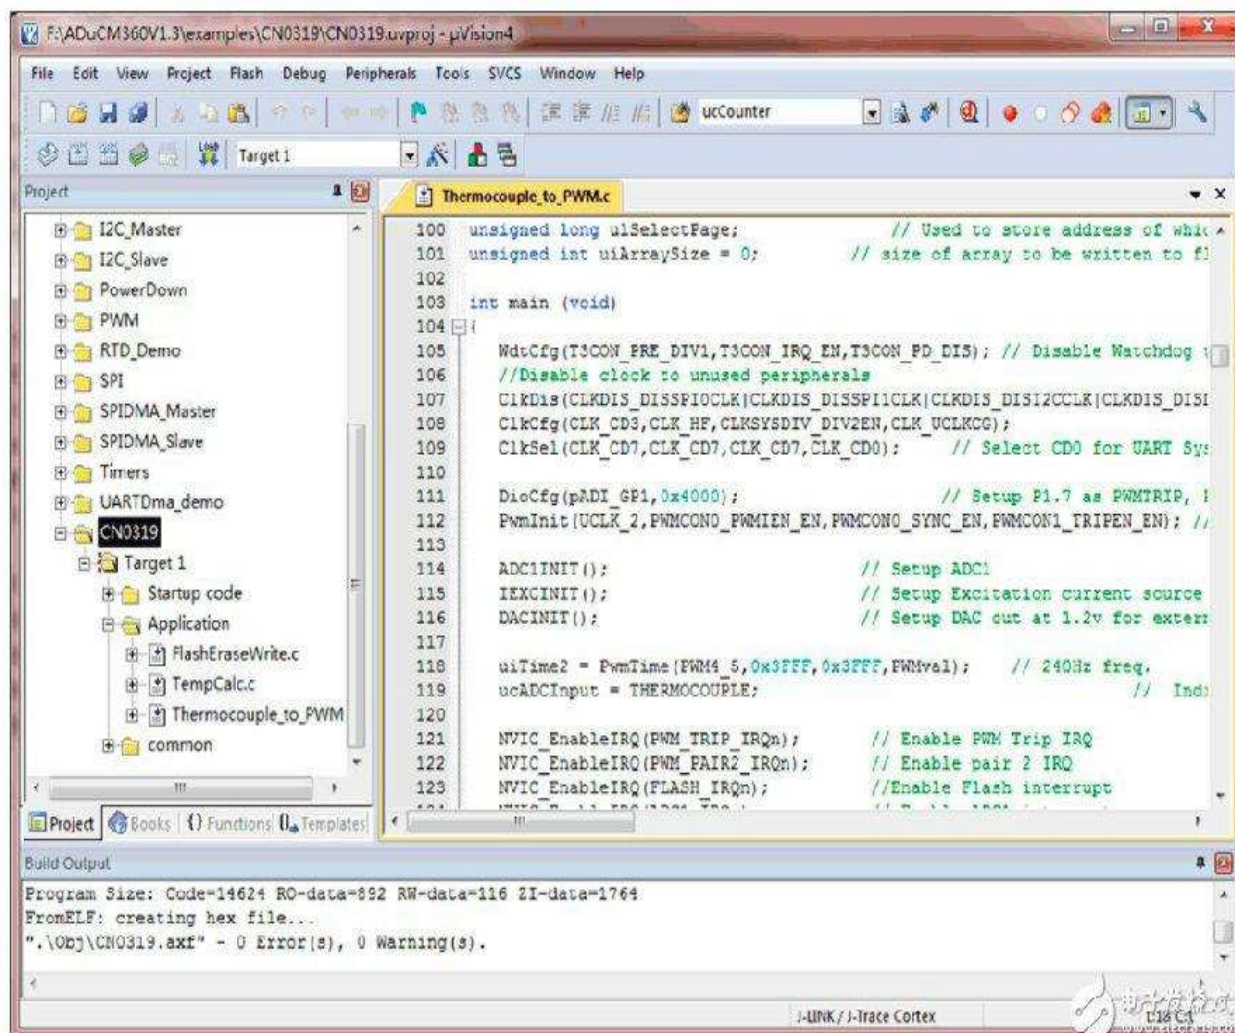 F:\ADuCM360V1.3\examples\CN0319\CN0319.uvproj - µVision4
File Edit View Project Flash Debug Peripherals Tools SVCS Window Help
ucCounter
LOAD Target 1
Project
I2C_Master
I2C_Slave
PowerDown
PWM
RTD_Demo
SPI
SPIDMA_Master
SPIDMA_Slave
Timers
UARTDma_demo
CN0319
Target 1
Startup code
Application
FlashEraseWrite.c
TempCalc.c
Thermocouple_to_PWM
common
Project Books {} Functions Templates
Thermocouple_to_PWM.c
100 unsigned long ulSelectPage; // Used to store address of whic
101 unsigned int uiArraySize = 0; // size of array to be written to fl
102
103 int main (void)
104 {
105 WdtCfg(T3CON_PRE_DIV1,T3CON_IRQ_EN,T3CON_PD_DIS); // Disable Watchdog t
106 //Disable clock to unused peripherals
107 ClkDis(CLKDIS_DISSPI0CLK|CLKDIS_DISSPI1CLK|CLKDIS_DISI2CCLK|CLKDIS_DISI
108 ClkCfg(CLK_CD3,CLK_HF,CLKSYSDIV_DIV2EN,CLK_UCLKCG);
109 ClkSel(CLK_CD7,CLK_CD7,CLK_CD7,CLK_CD0); // Select CD0 for UART Sys
110
111 DioCfg(pADI_GP1,0x4000); // Setup P1.7 as PWMTRIP, P
112 PwmInit(UCLK_2,PWMCON0_PWMIEN_EN,PWMCON0_SYNC_EN,PWMCON1_TRIPEN_EN); //
113
114 ADC1INIT(); // Setup ADC1
115 IEXCINIT(); // Setup Excitation current source
116 DACINIT(); // Setup DAC out at 1.2v for extern
117
118 uiTime2 = PwmTime(PWM4_5,0x3FFF,0x3FFF,PWMval); // 240Hz freq.
119 ucADCInput = THERMOCOUPLE; // Indi
120
121 NVIC_EnableIRQ(PWM_TRIP_IRQn); // Enable PWM Trip IRQ
122 NVIC_EnableIRQ(PWM_PAIR2_IRQn); // Enable pair 2 IRQ
123 NVIC_EnableIRQ(FLASH_IRQn); //Enable Flash interrupt
Build Output
Program Size: Code=14624 RO-data=892 RW-data=116 ZI-data=1764
FromELF: creating hex file...
".\Obj\CN0319.axf" - 0 Error(s), 0 Warning(s).
J-LINK / J-Trace Cortex
电子发烧友